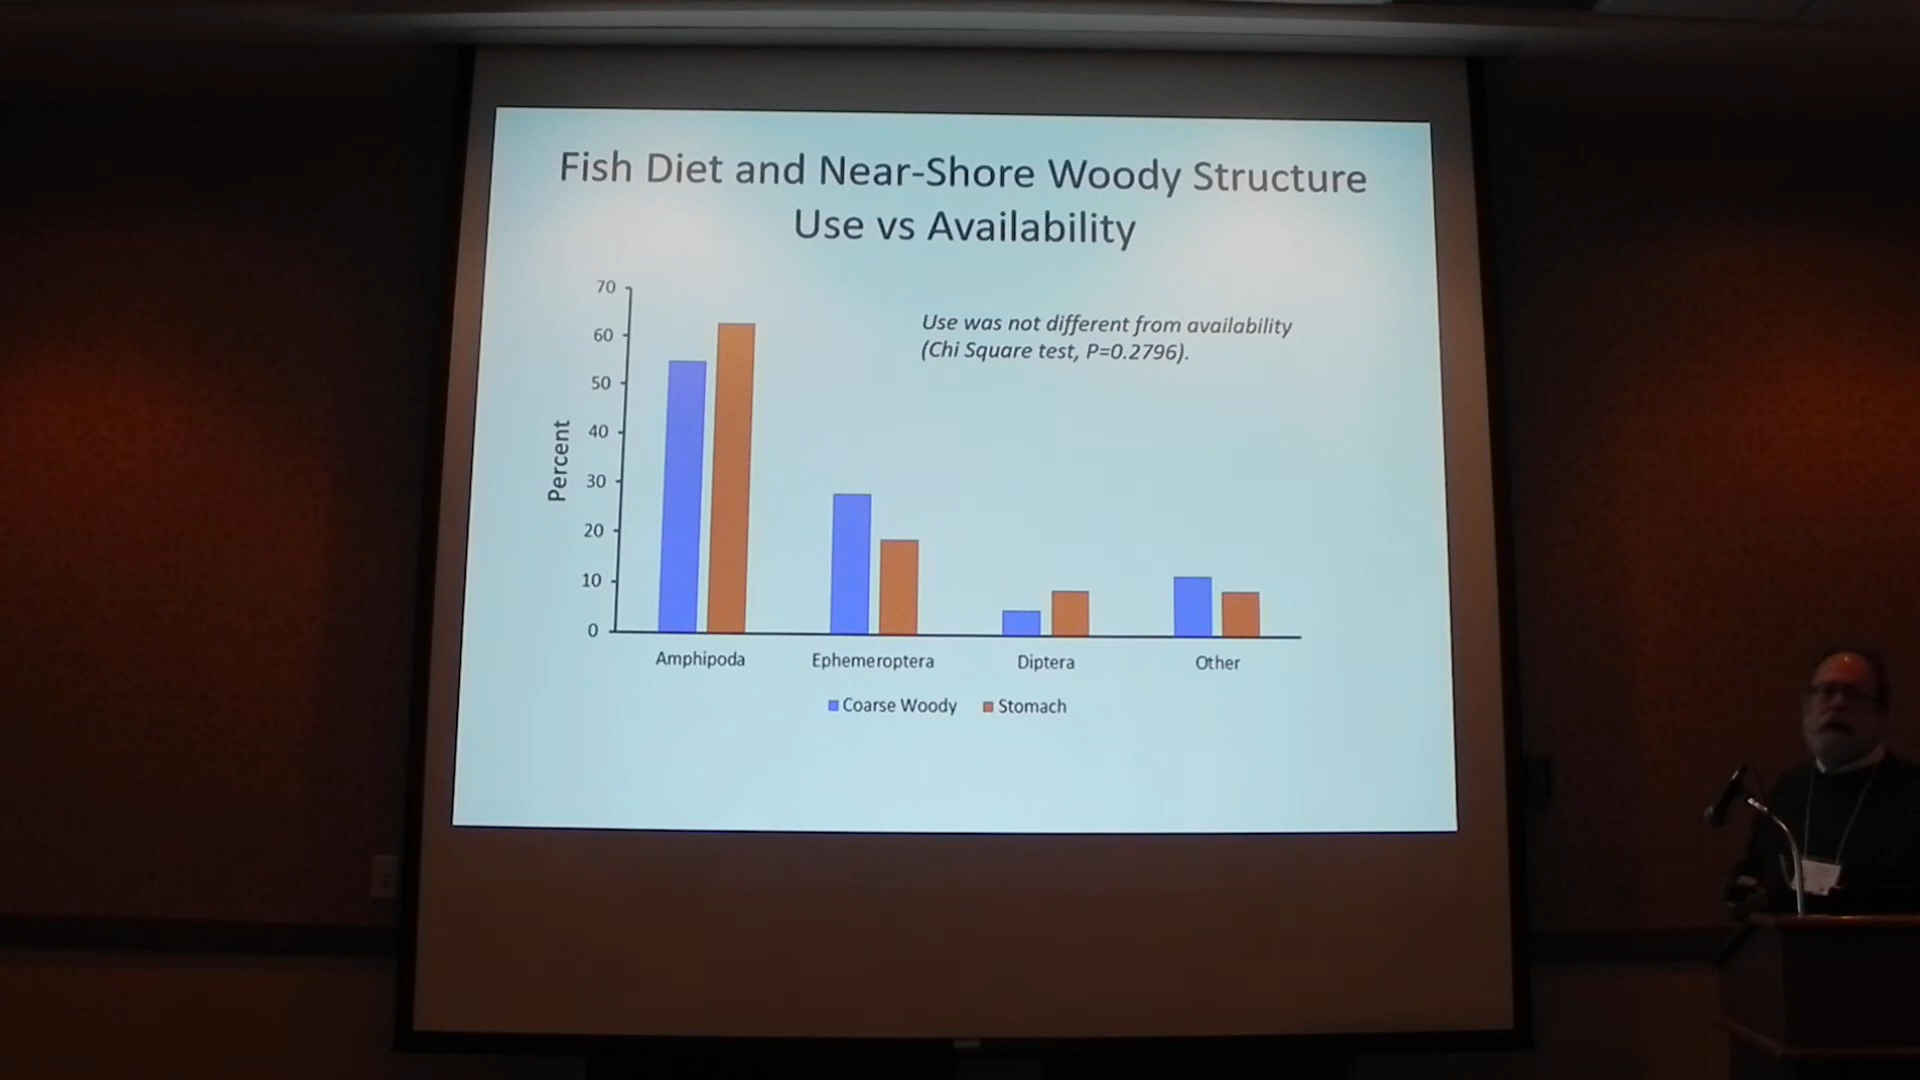 Fish Diet and Near-Shore Woody Structure
Use vs Availability
Use was not different from availability
(Chi Square test, P=0.2796).
Percent
70
60
50
40
30
20
10
0
Amphipoda Ephemeroptera Diptera Other
Coarse Woody Stomach